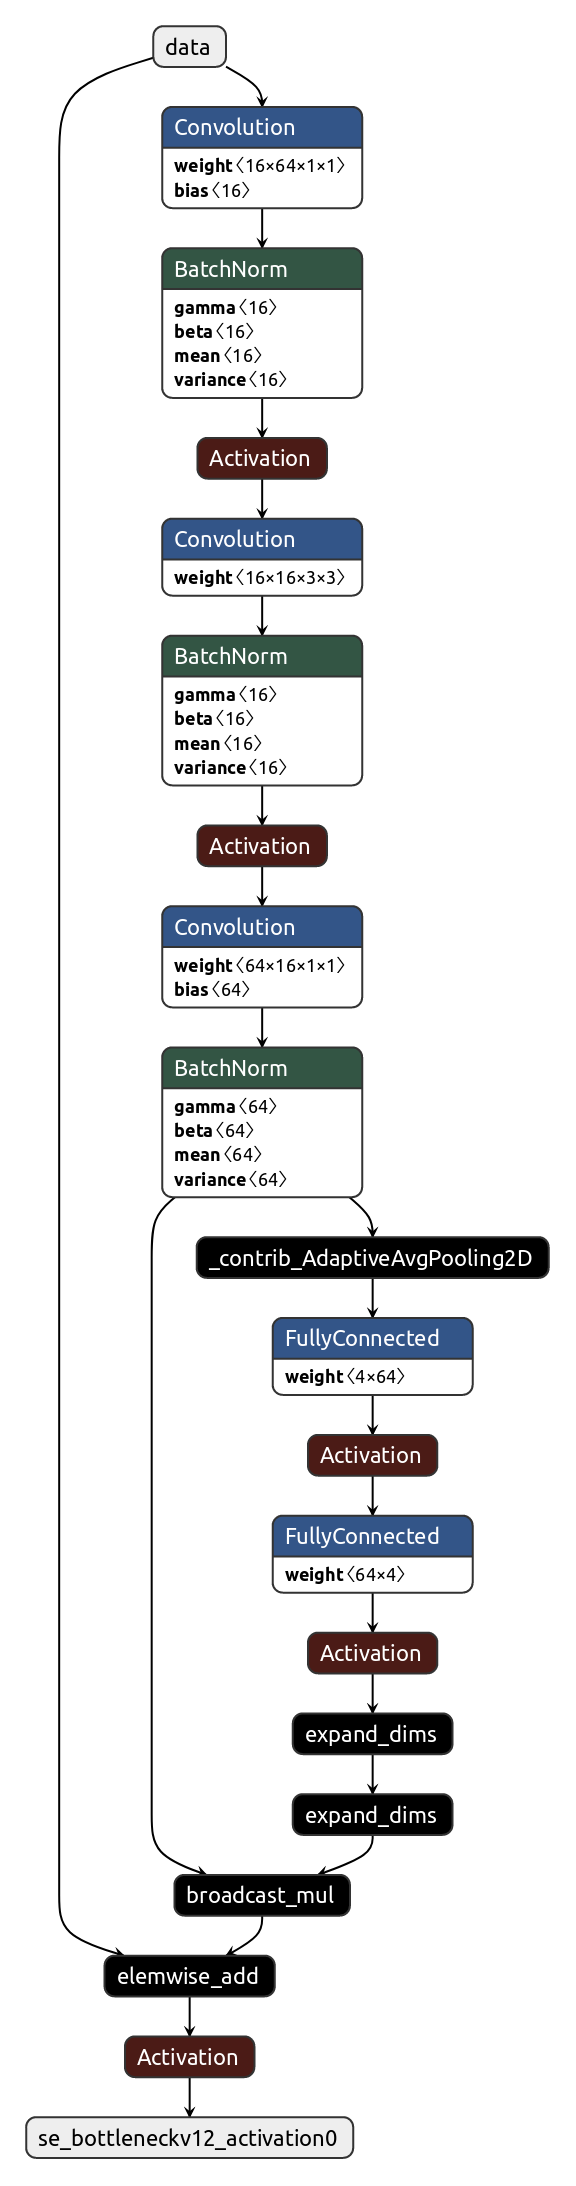 data
Convolution
weight〈16×64×1×1〉
bias〈16〉
BatchNorm
gamma〈16〉
beta〈16〉
mean〈16〉
variance〈16〉
Activation
Convolution
weight〈16×16×3×3〉
BatchNorm
gamma〈16〉
beta〈16〉
mean〈16〉
variance〈16〉
Activation
Convolution
weight〈64×16×1×1〉
bias〈64〉
BatchNorm
gamma〈64〉
beta〈64〉
mean〈64〉
variance〈64〉
_contrib_AdaptiveAvgPooling2D
FullyConnected
weight〈4×64〉
Activation
FullyConnected
weight〈64×4〉
Activation
expand_dims
expand_dims
broadcast_mul
elemwise_add
Activation
se_bottleneckv12_activation0